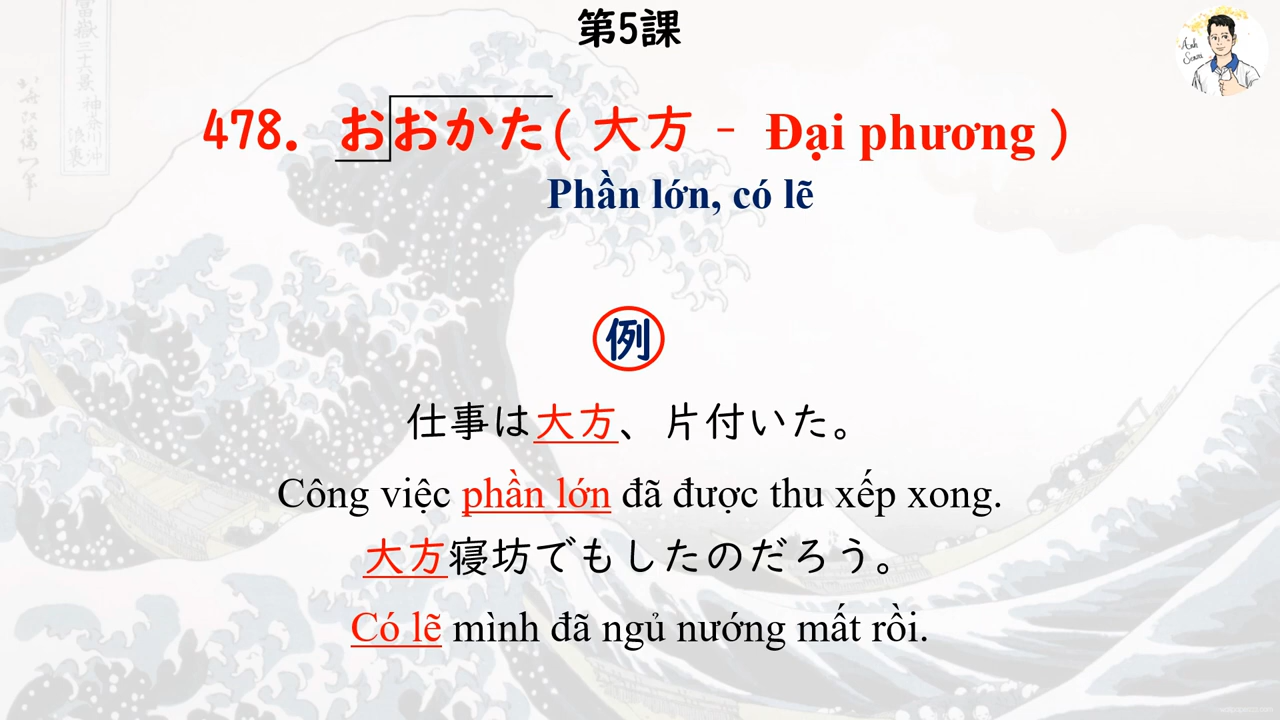 第5課
478. おおかた ( 大方 - Đại phương )
Phần lớn, có lẽ
例
仕事は大方、片付いた。
Công việc phần lớn đã được thu xếp xong.
大方寝坊でもしたのだろう。
Có lẽ mình đã ngủ nướng mất rồi.